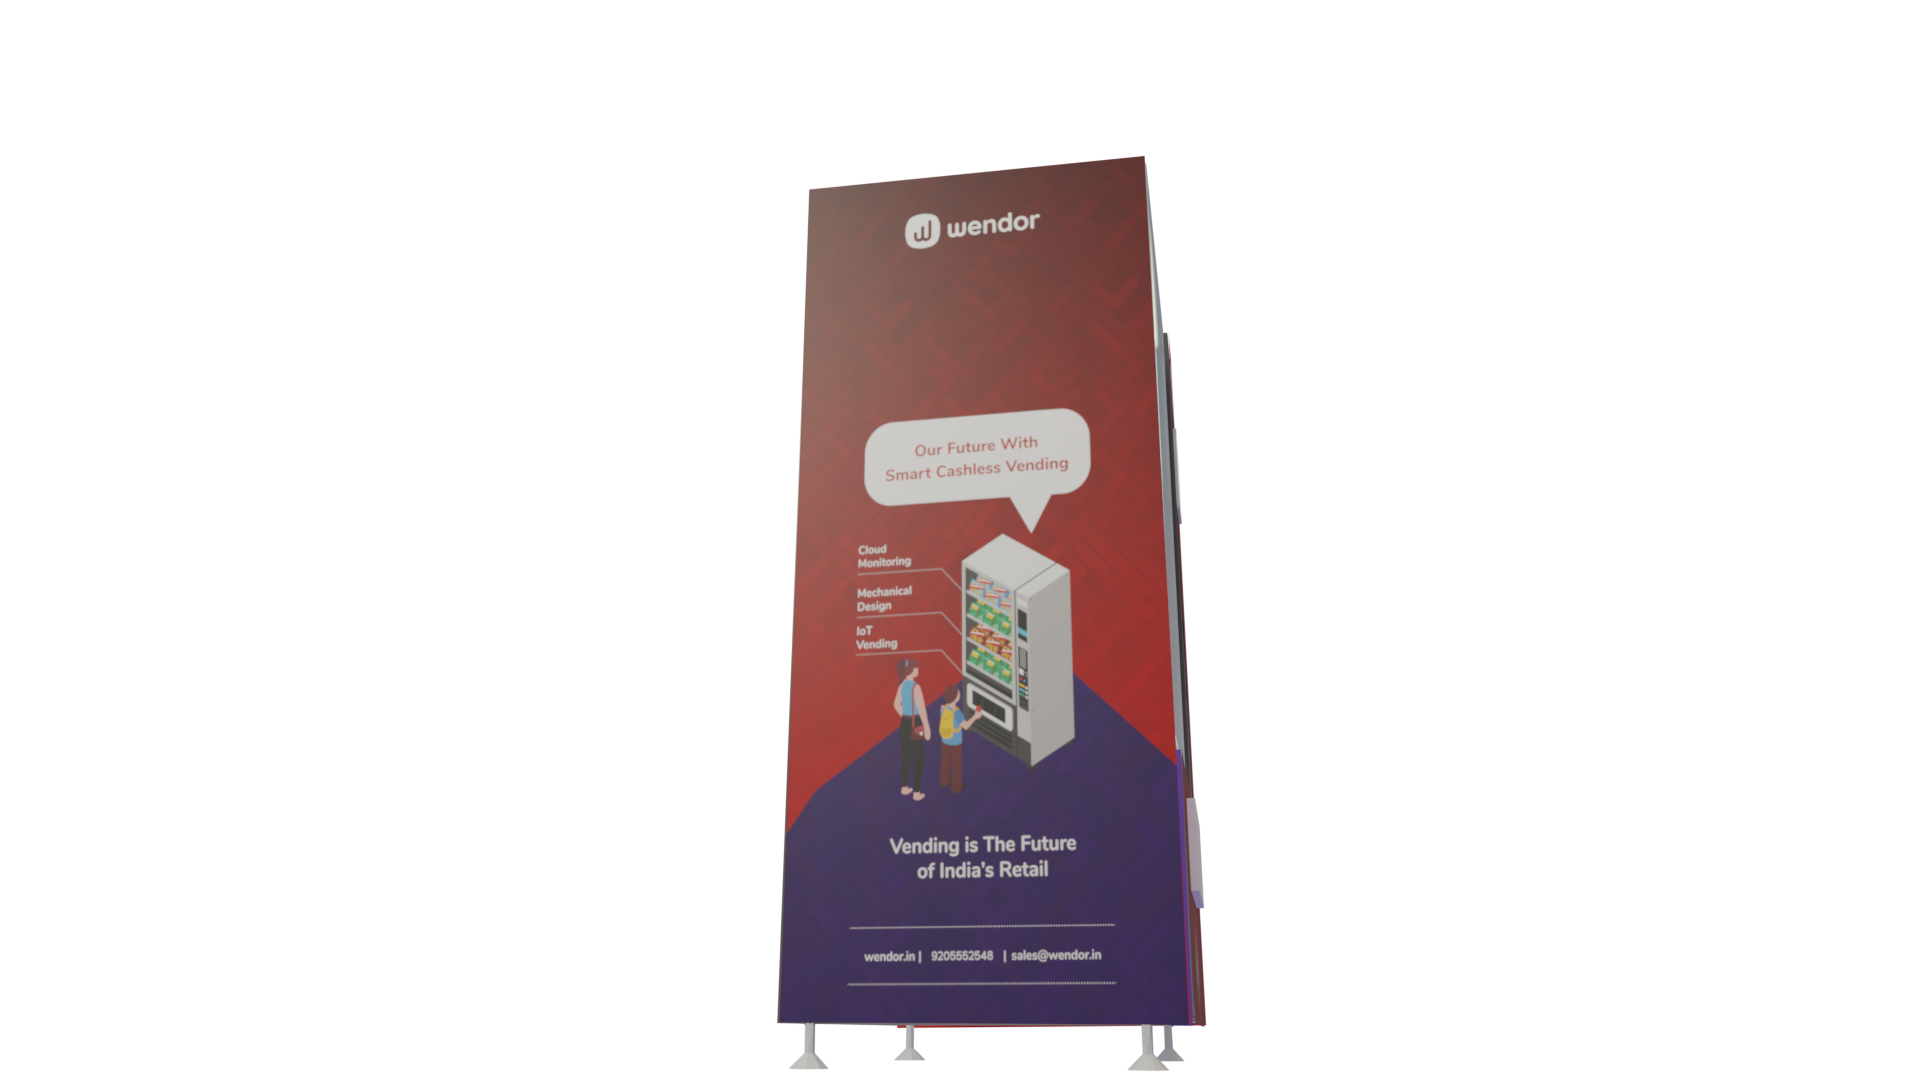 wendor
Our Future With
Smart Cashless Vending
Cloud
Monitoring
Mechanical
Design
IoT
Vending
Vending is The Future
of India's Retail
wendor.in | 9205552548 | sales@wendor.in